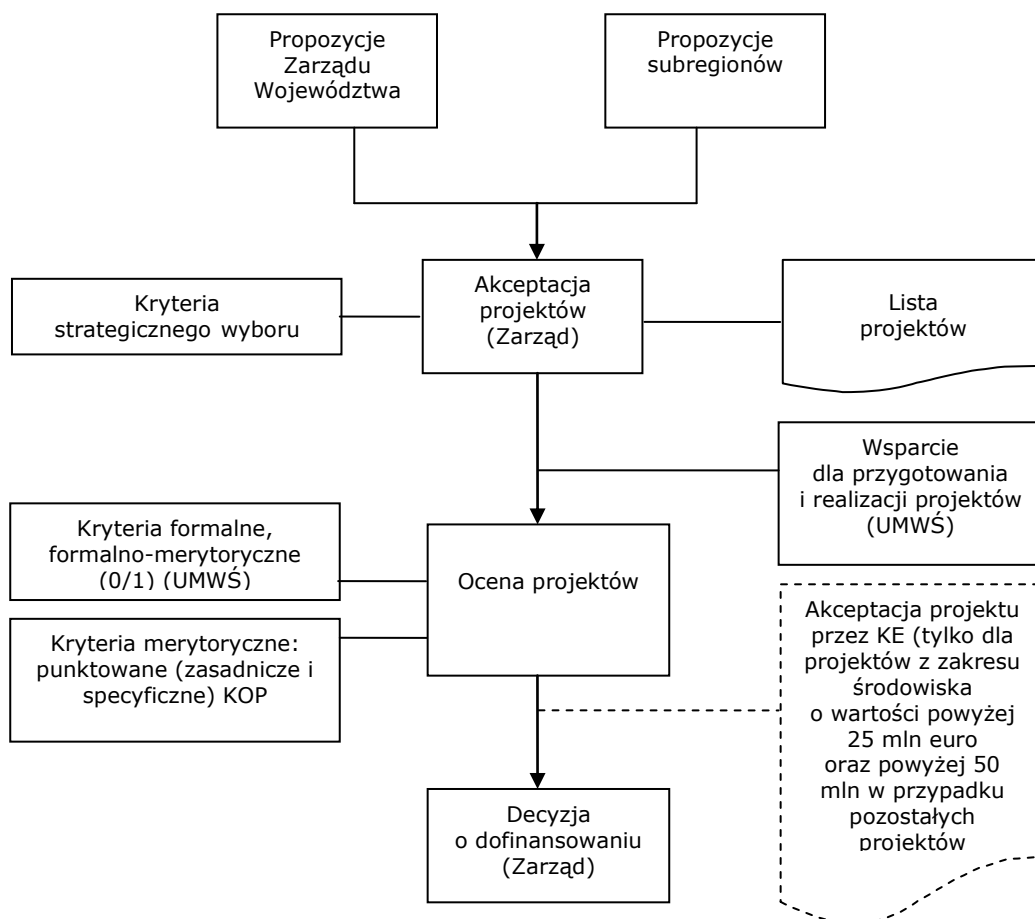 Propozycje
Zarządu
Województwa
Propozycje
subregionów
Kryteria
strategicznego wyboru
Akceptacja
projektów
(Zarząd)
Lista
projektów
Wsparcie
dla przygotowania
i realizacji projektów
(UMWŚ)
Kryteria formalne,
formalno-merytoryczne
(0/1) (UMWŚ)
Ocena projektów
Kryteria merytoryczne:
punktowane (zasadnicze i
specyficzne) KOP
Akceptacja projektu
przez KE (tylko dla
projektów z zakresu
środowiska
o wartości powyżej
25 mln euro
oraz powyżej 50
mln w przypadku
pozostałych
projektów
Decyzja
o dofinansowaniu
(Zarząd)